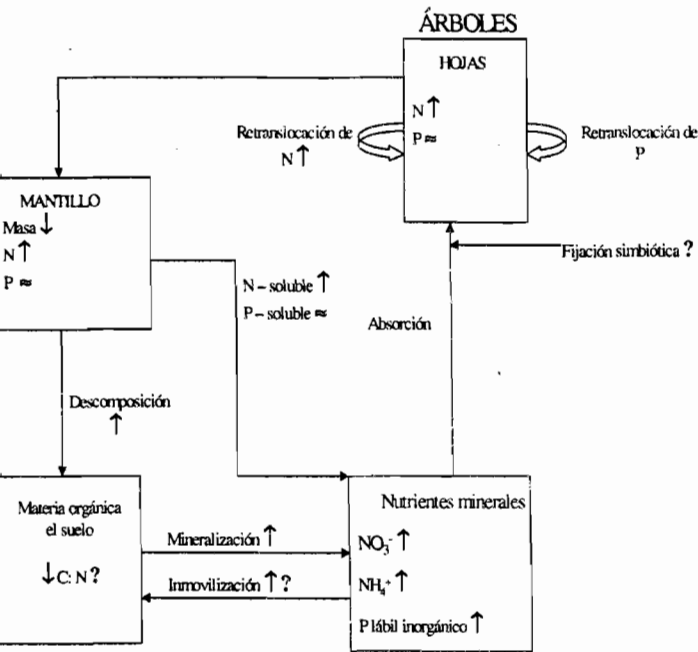 ÁRBOLES
HOJAS
N ↑
P ≈
Retranslocación de
N ↑
Retranslocación de
P
MANTILLO
Masa ↓
N ↑
P ≈
Fijación simbiótica ?
N – soluble ↑
P – soluble ≈
Absorción
Descomposición
↑
Materia orgánica
el suelo
↓ C: N ?
Mineralización ↑
Inmovilización ↑ ?
Nutrientes minerales
NO₃⁻ ↑
NH₄⁺ ↑
P lábil inorgánico ↑